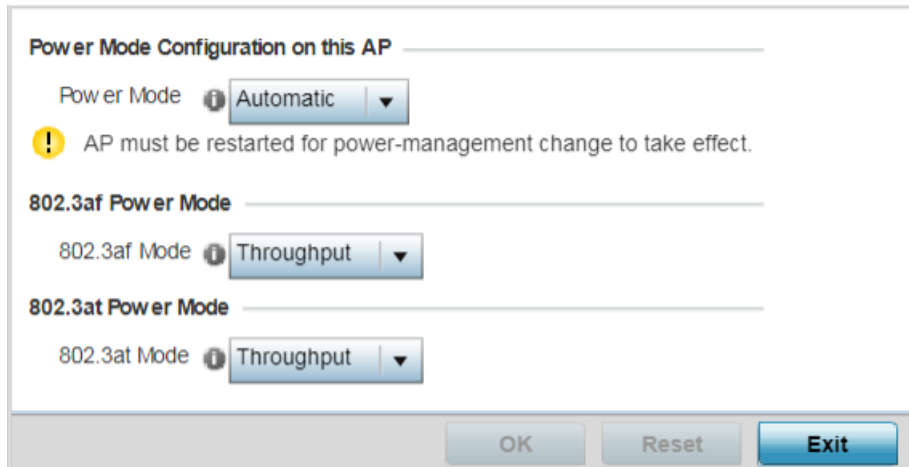 Power Mode Configuration on this AP
Power Mode Automatic
AP must be restarted for power-management change to take effect.
802.3af Power Mode
802.3af Mode Throughput
802.3at Power Mode
802.3at Mode Throughput
OK Reset Exit